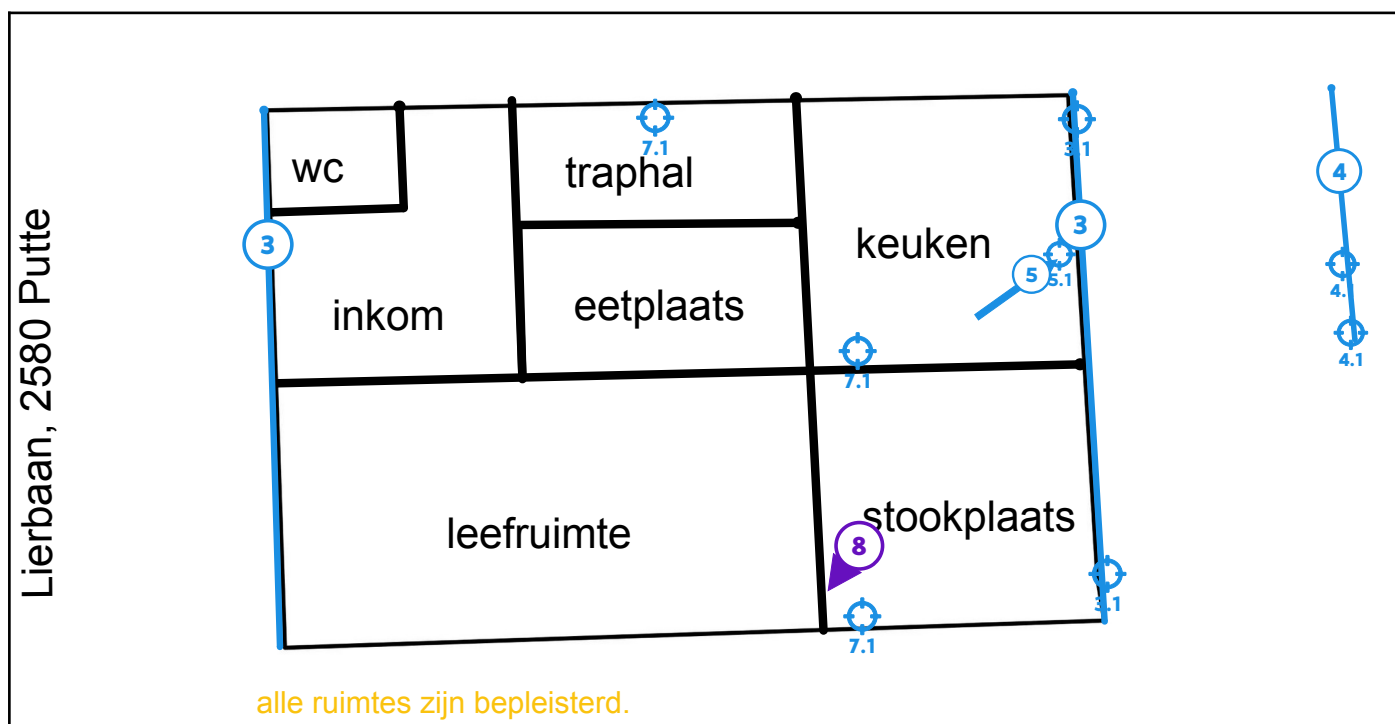 Lierbaan, 2580 Putte
wc
7.1
traphal
3.1
4
3
3
keuken
5
5.1
4.
inkom
eetplaats
7.1
4.1
leefruimte
stookplaats
8
3.1
7.1
alle ruimtes zijn bepleisterd.